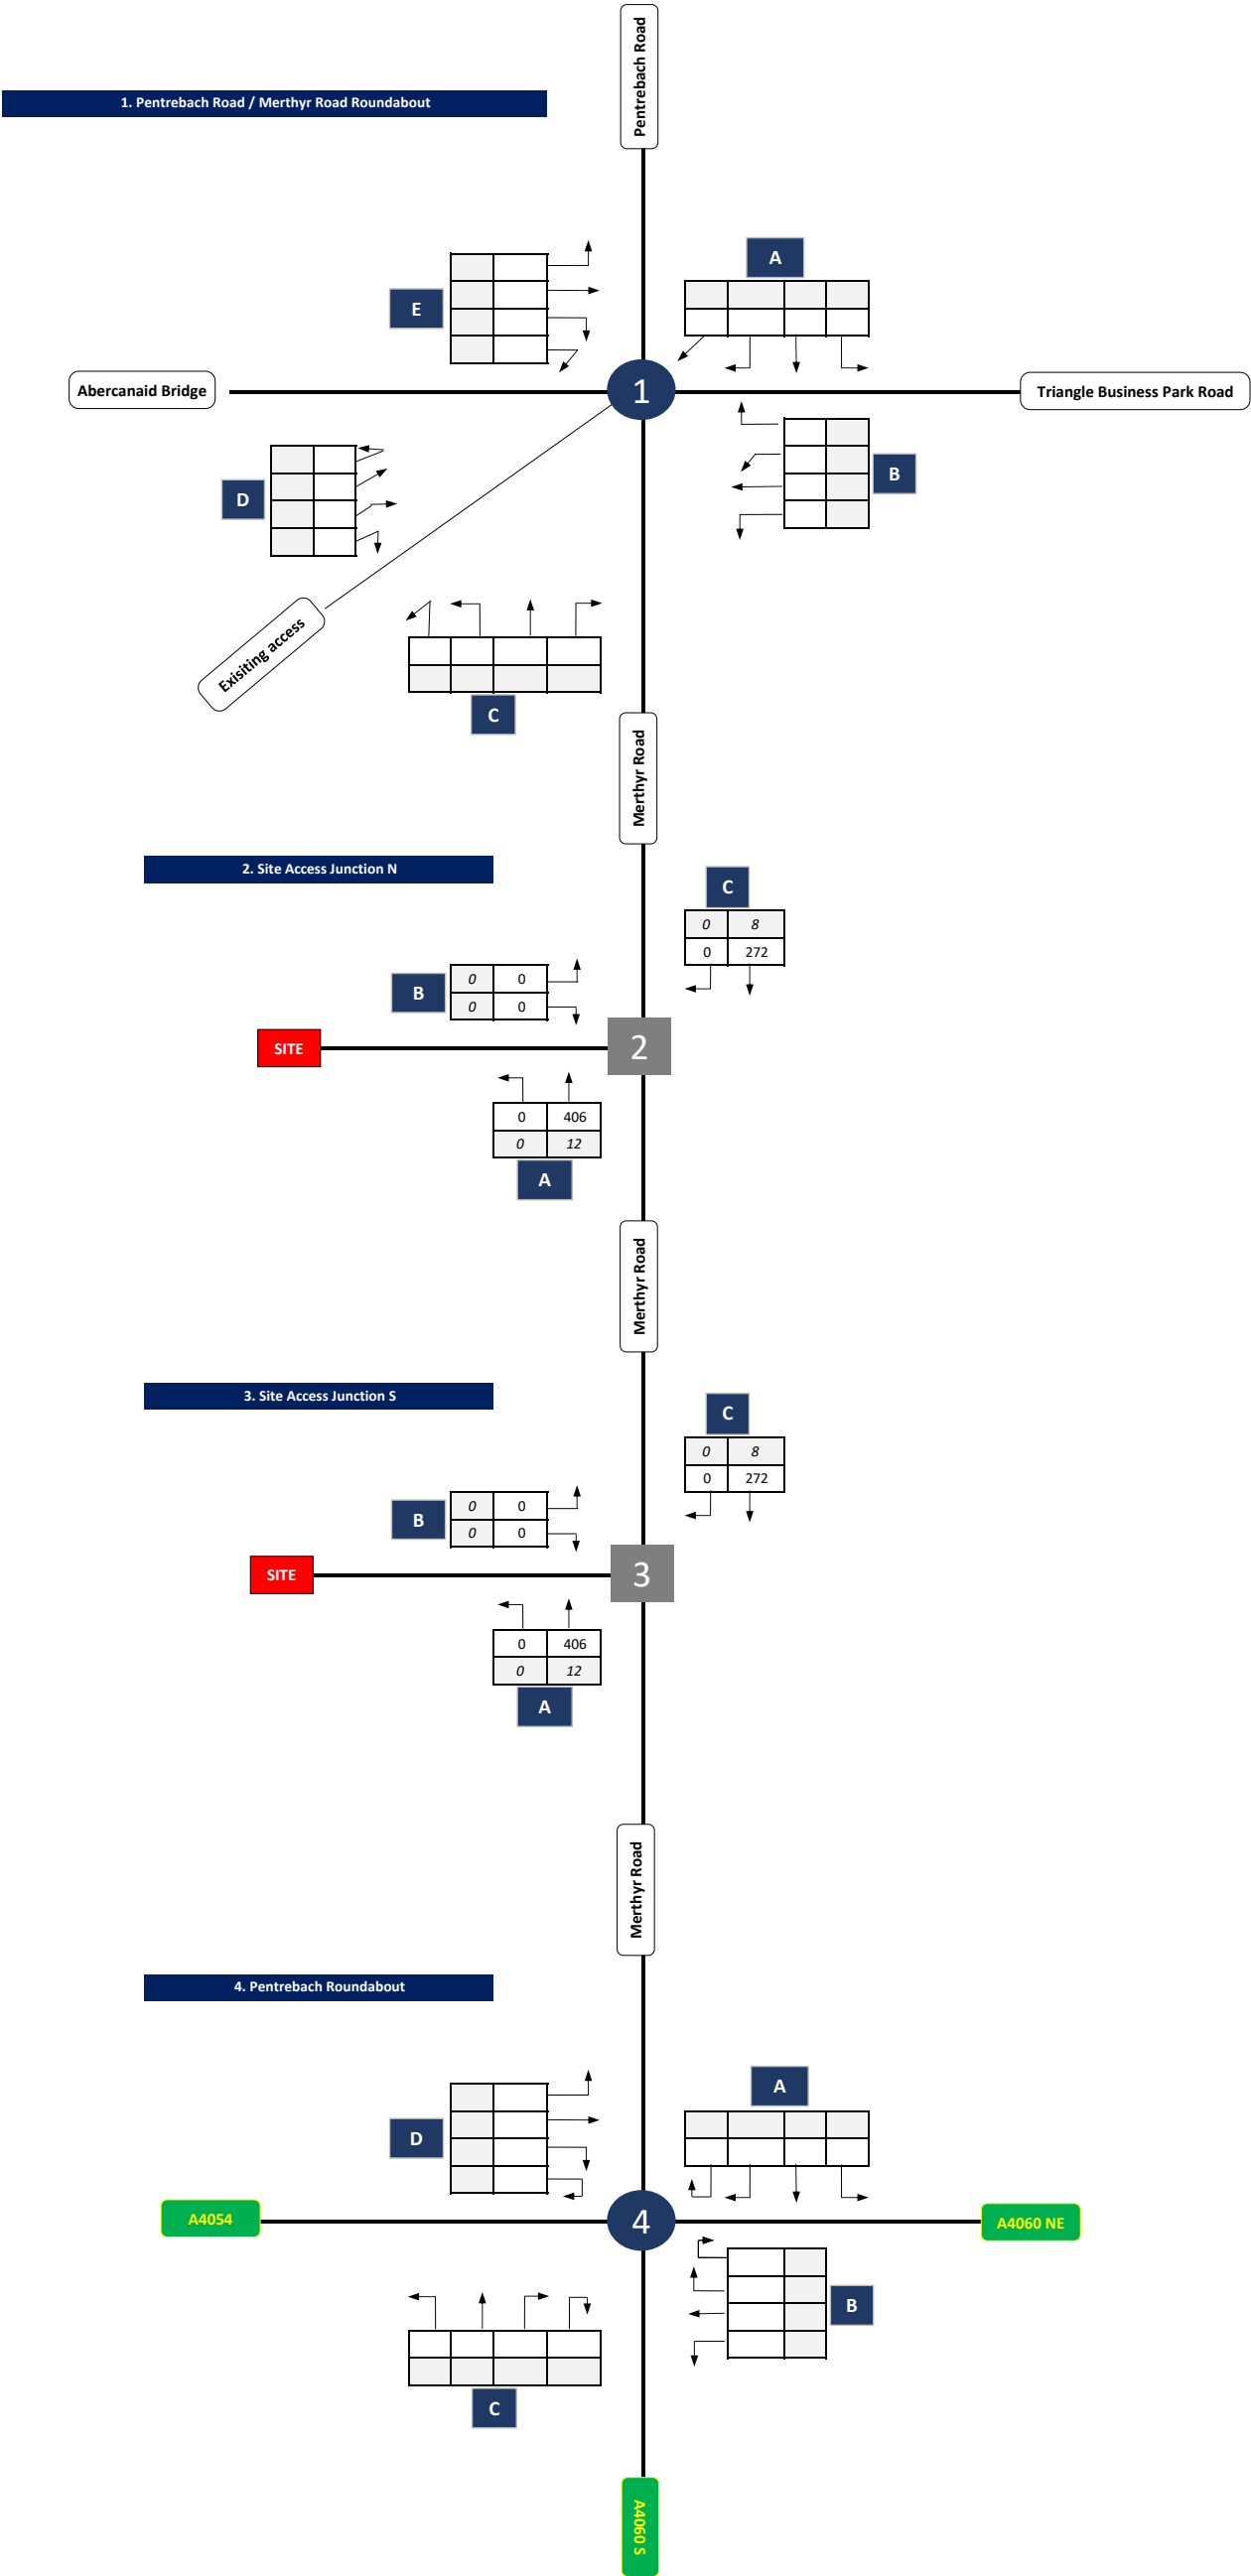 Pentrebach Road
1. Pentrebach Road / Merthyr Road Roundabout
A
E
Abercanaid Bridge
1
Triangle Business Park Road
B
D
Exisiting access
C
Merthyr Road
2. Site Access Junction N
C
0 8
0 272
B
0 0
0 0
SITE
2
0 406
0 12
A
Merthyr Road
3. Site Access Junction S
C
0 8
0 272
B
0 0
0 0
SITE
3
0 406
0 12
A
Merthyr Road
4. Pentrebach Roundabout
A
D
A4054
4
A4060 NE
B
C
A4060 S